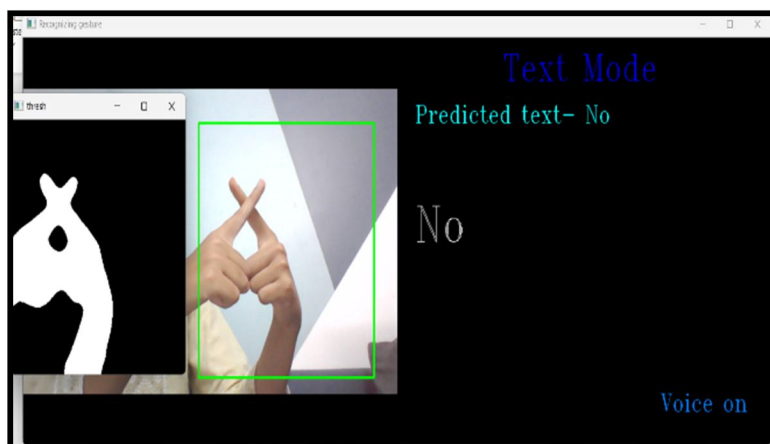 Recognizing gesture
thresh
Text Mode
Predicted text- No
No
Voice on